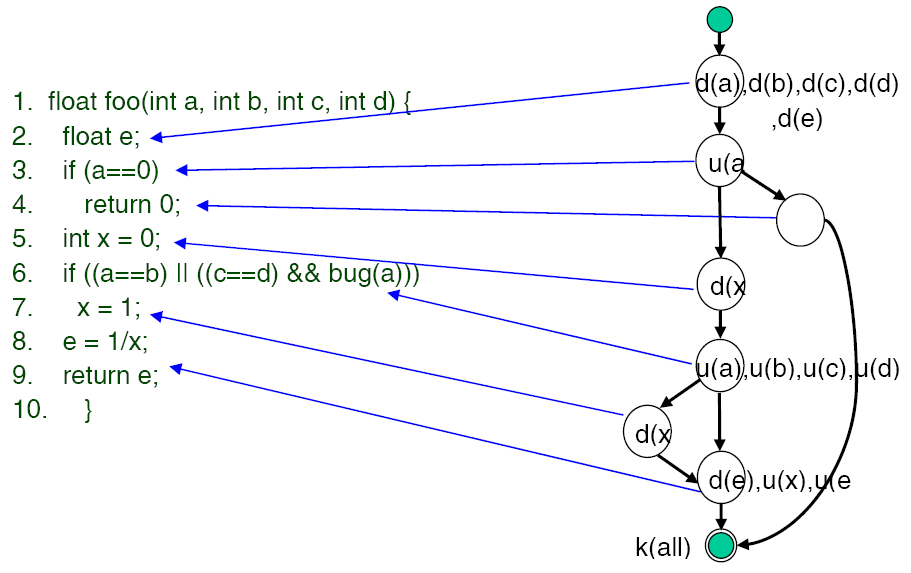 1. float foo(int a, int b, int c, int d) {
2. float e;
3. if (a==0)
4. return 0;
5. int x = 0;
6. if ((a==b) || ((c==d) && bug(a)))
7. x = 1;
8. e = 1/x;
9. return e;
10. }
d(a),d(b),d(c),d(d)
,d(e)
u(a
d(x
u(a),u(b),u(c),u(d)
d(x
d(e),u(x),u(e
k(all)